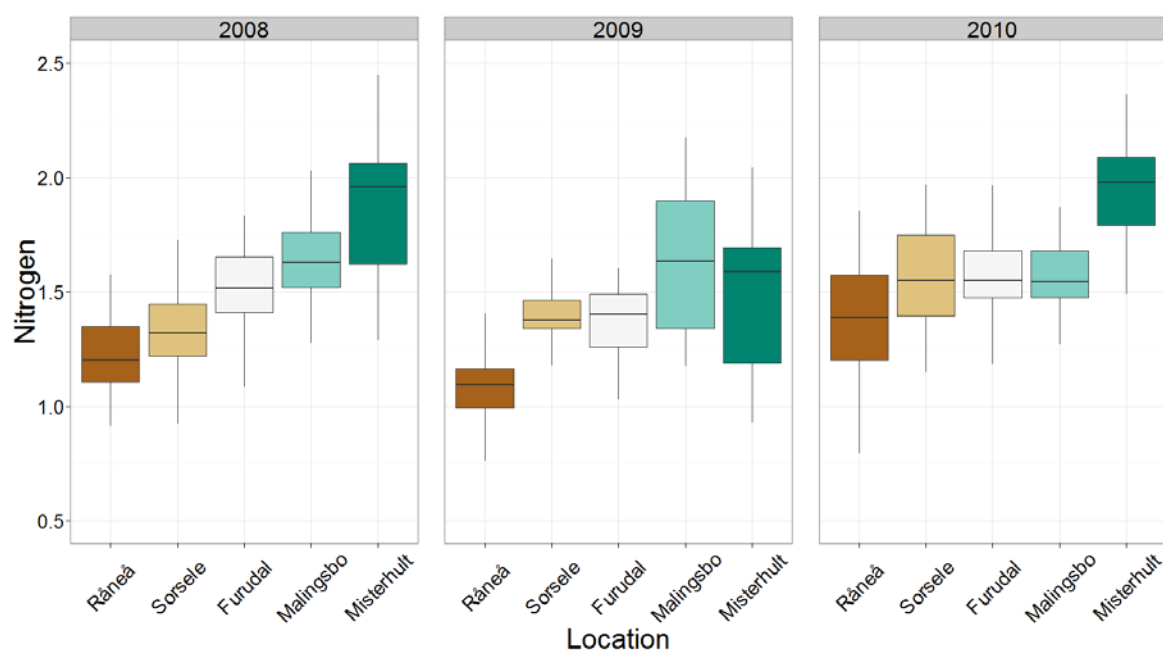 2008 2009 2010
2.5
2.0
1.5
1.0
0.5
Nitrogen
Råneå Sorsele Furudal Malingsbo Misterhult Råneå Sorsele Furudal Malingsbo Misterhult Råneå Sorsele Furudal Malingsbo Misterhult
Location